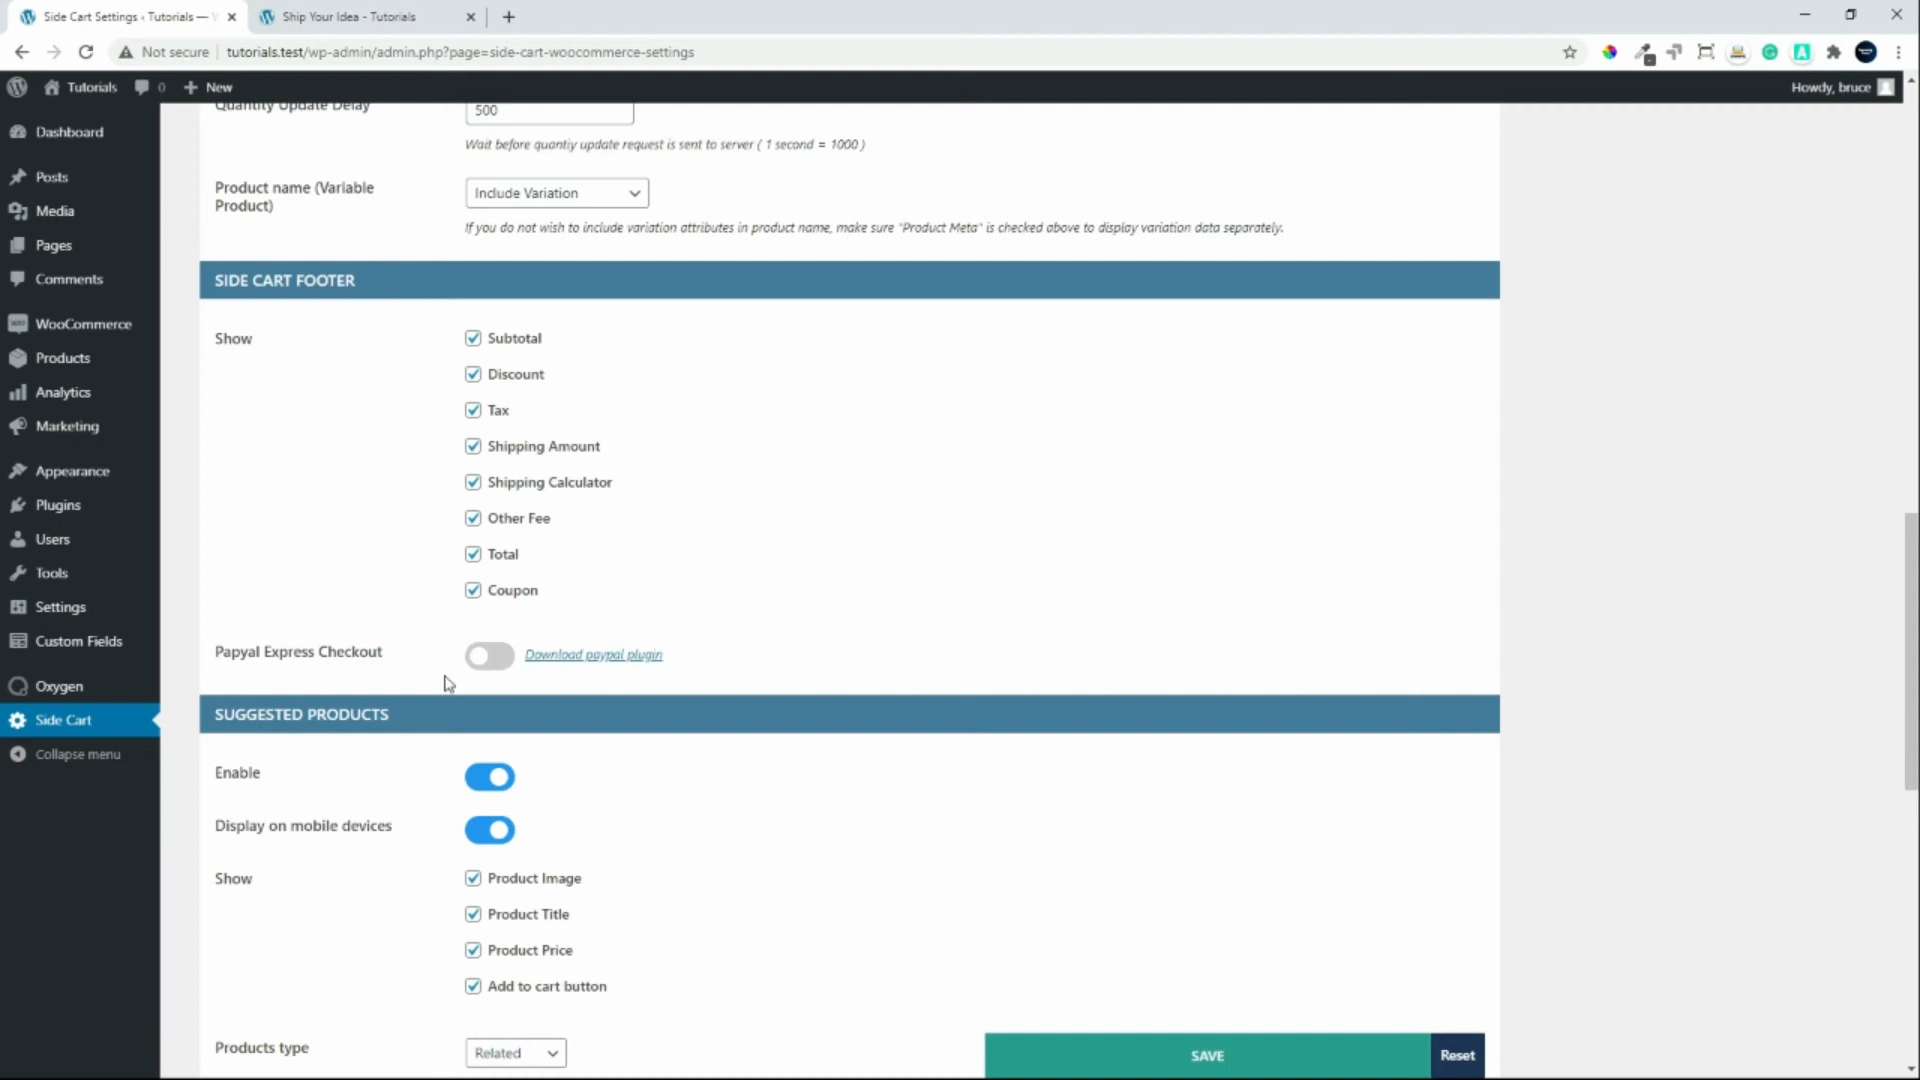 Side Cart Settings ‹ Tutorials — W
Ship Your Idea - Tutorials
Not secure
tutorials.test/wp-admin/admin.php?page=side-cart-woocommerce-settings
Tutorials
0
New
Howdy, bruce
Dashboard
Posts
Media
Pages
Comments
WooCommerce
Products
Analytics
Marketing
Appearance
Plugins
Users
Tools
Settings
Custom Fields
Oxygen
Side Cart
Collapse menu
Quantity Update Delay
500
Wait before quantiy update request is sent to server ( 1 second = 1000 )
Product name (Variable
Product)
Include Variation
If you do not wish to include variation attributes in product name, make sure "Product Meta" is checked above to display variation data separately.
SIDE CART FOOTER
Show
Subtotal
Discount
Tax
Shipping Amount
Shipping Calculator
Other Fee
Total
Coupon
Papyal Express Checkout
Download paypal plugin
SUGGESTED PRODUCTS
Enable
Display on mobile devices
Show
Product Image
Product Title
Product Price
Add to cart button
Products type
Related
SAVE
Reset